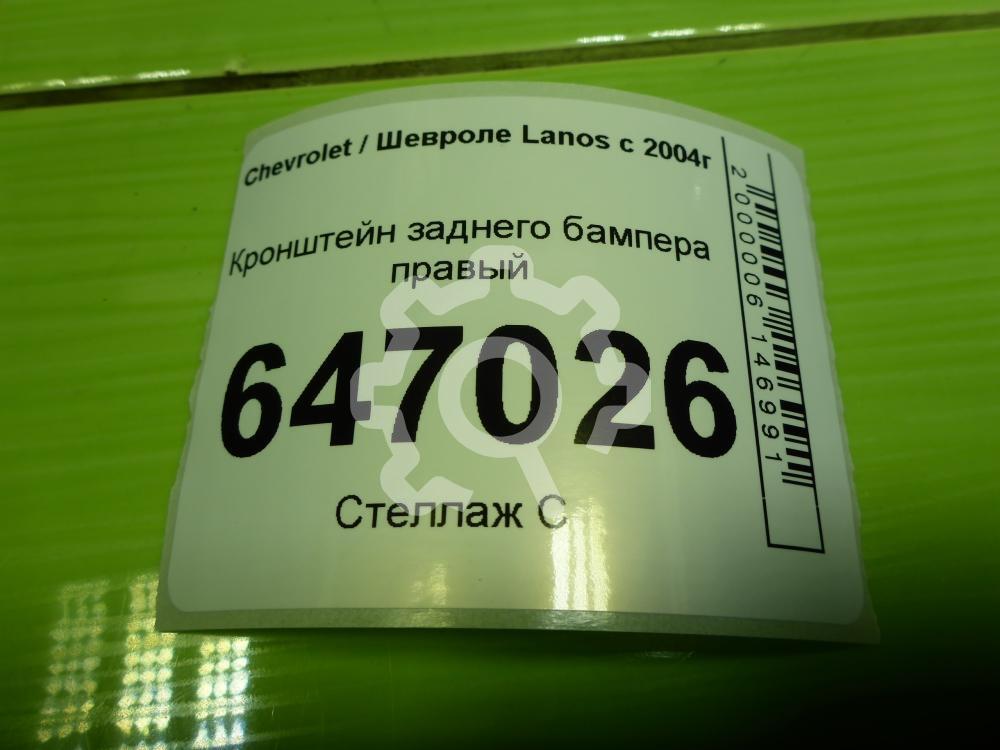 Chevrolet / Шевроле Lanos с 2004г
Кронштейн заднего бампера
правый
647026
Стеллаж С
2000006146991